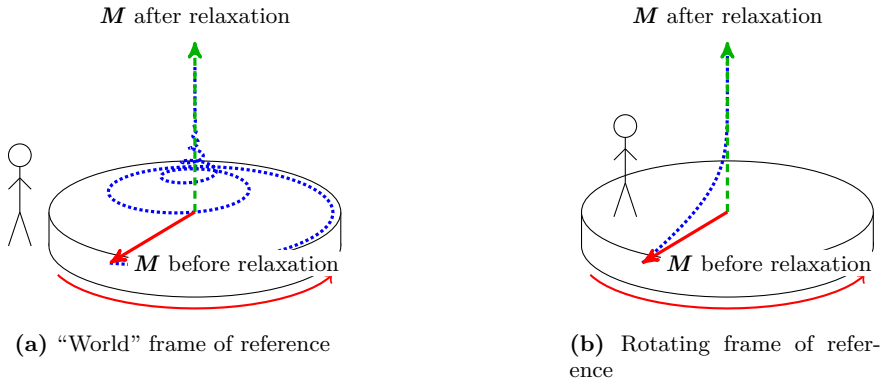 M after relaxation
M before relaxation
(a) “World” frame of reference
M after relaxation
M before relaxation
(b) Rotating frame of refer-
ence